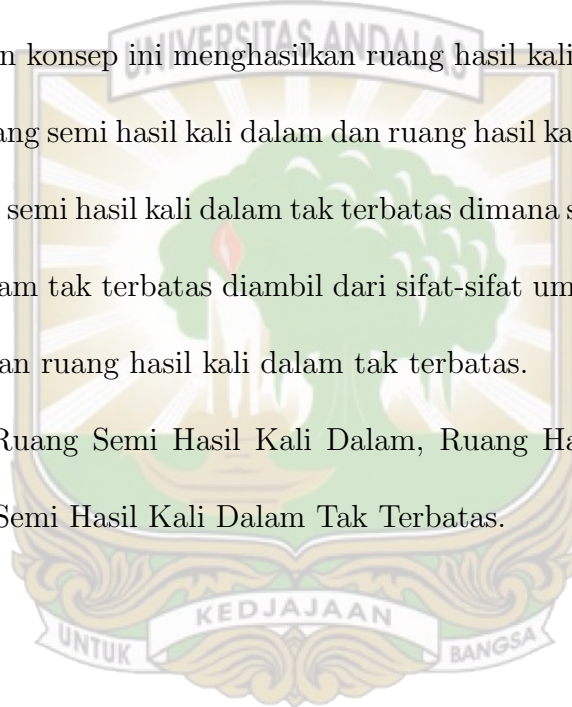 UNIVERSITAS ANDALAS
n konsep ini menghasilkan ruang hasil kali
ang semi hasil kali dalam dan ruang hasil ka
semi hasil kali dalam tak terbatas dimana s
am tak terbatas diambil dari sifat-sifat um
an ruang hasil kali dalam tak terbatas.
Ruang Semi Hasil Kali Dalam, Ruang Ha
Semi Hasil Kali Dalam Tak Terbatas.
KEDJAJAAN
UNTUK BANGSA